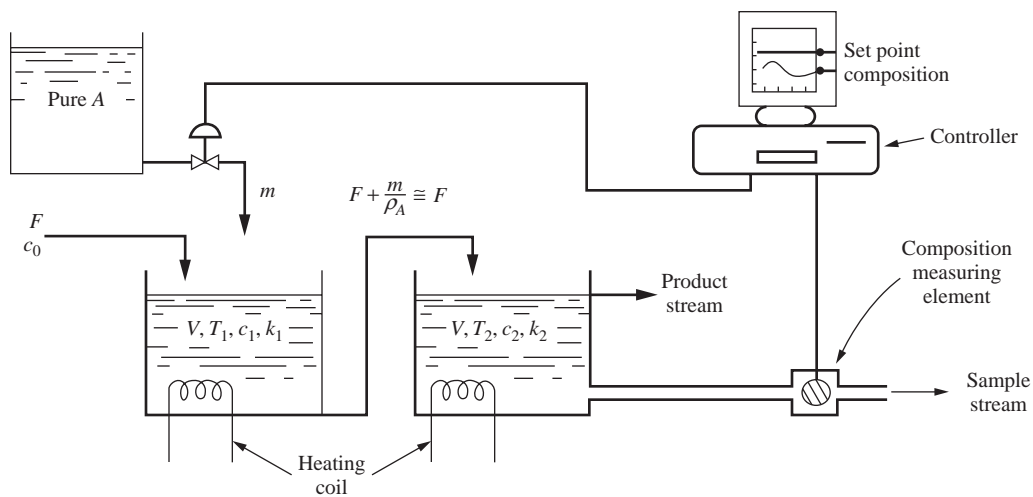 Set point
composition
Pure A
Controller
m
F + m/ρ_A ≅ F
F
c_0
Composition
measuring
element
Product
stream
V, T_1, c_1, k_1
V, T_2, c_2, k_2
Sample
stream
Heating
coil